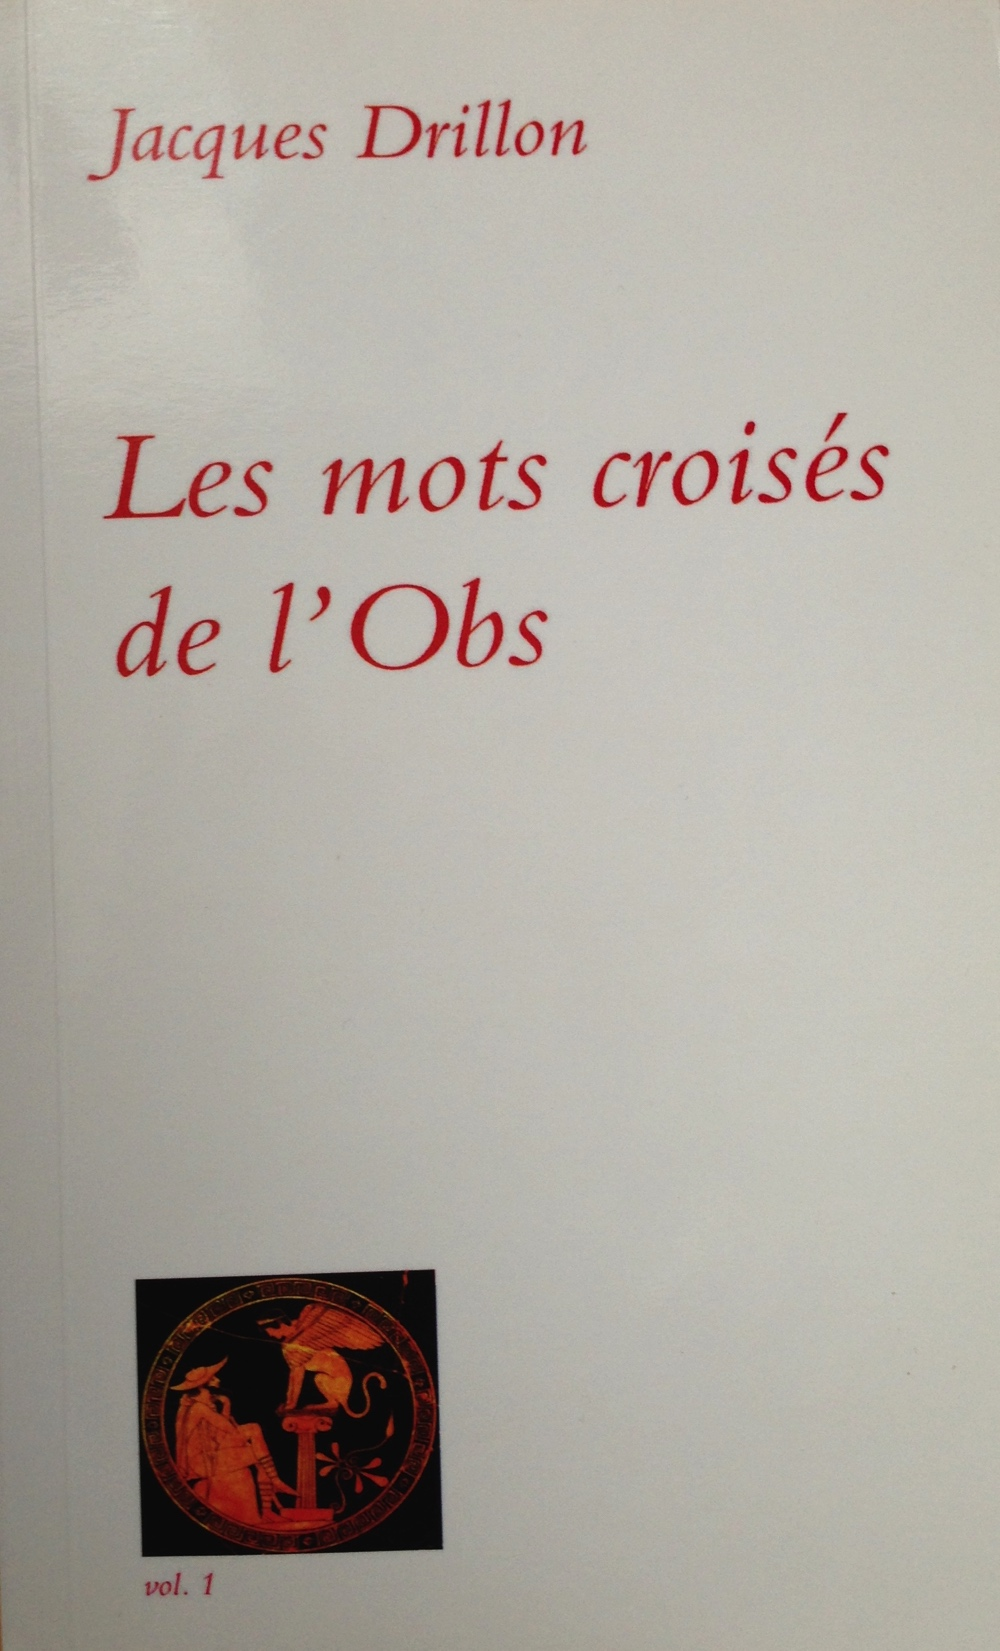 Jacques Drillon
Les mots croisés
de l’Obs
vol. 1